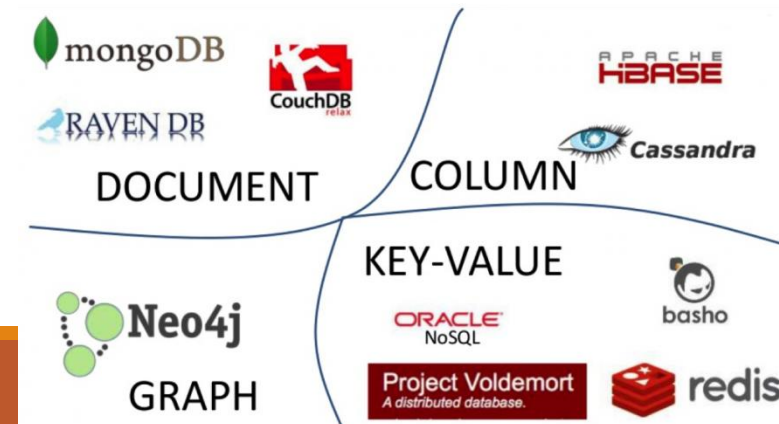 mongoDB
CouchDB
relax
RAVEN DB
DOCUMENT
APACHE
HBASE
Cassandra
COLUMN
Neo4j
GRAPH
KEY-VALUE
basho
ORACLE
NoSQL
Project Voldemort
A distributed database.
redis